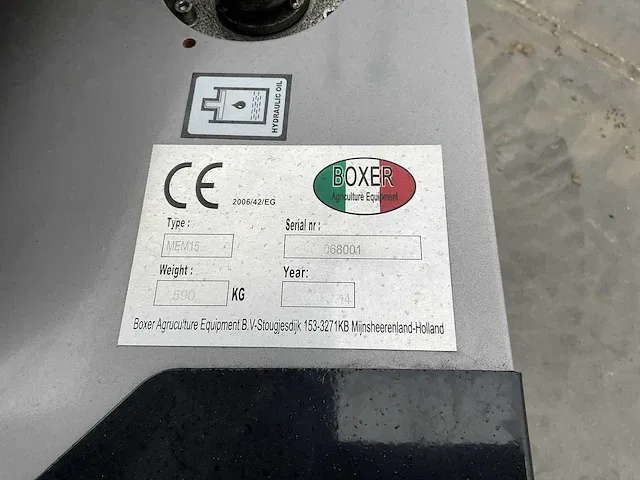 HYDRAULIC OIL
CE
2006/42/EG
BOXER
Agriculture Equipment
Type :
Serial nr :
MEM15
068001
Weight :
Year:
590
KG
Boxer Agruculture Equipment B.V-Stougjesdijk 153-3271KB Mijnsheerenland-Holland